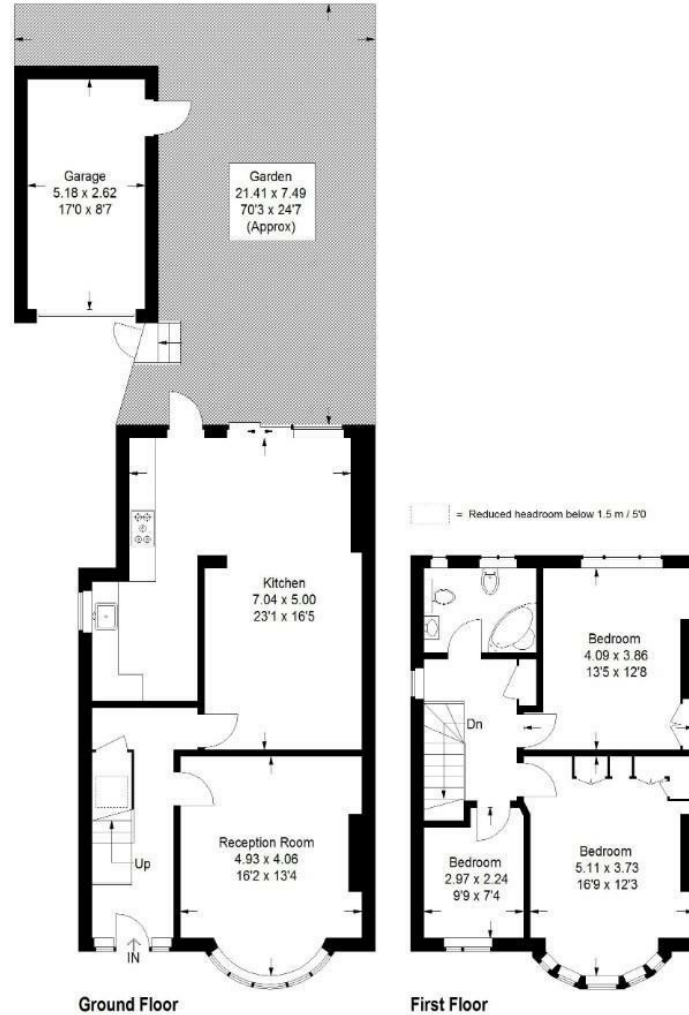 Garage
5.18 x 2.62
17'0 x 8'7
Garden
21.41 x 7.49
70'3 x 24'7
(Approx)
= Reduced headroom below 1.5 m / 5'0
Kitchen
7.04 x 5.00
23'1 x 16'5
Bedroom
4.09 x 3.86
13'5 x 12'8
Dn
Reception Room
4.93 x 4.06
16'2 x 13'4
Up
IN
Bedroom
2.97 x 2.24
9'9 x 7'4
Bedroom
5.11 x 3.73
16'9 x 12'3
Ground Floor
First Floor